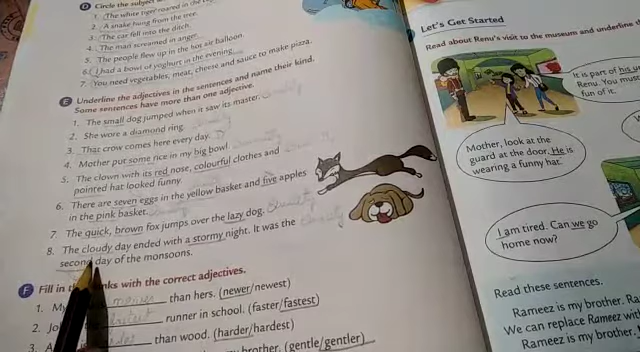 D Circle the subject
1. The white tiger roared in the
2. A snake hung from the tree.
3. The car fell into the ditch.
4. The man screamed in anger.
5. The people flew up in the hot air balloon.
6. I had a bowl of yoghurt in the evening.
7. You need vegetables, meat, cheese and sauce to make pizza.
E Underline the adjectives in the sentences and name their kind.
Some sentences have more than one adjective.
1. The small dog jumped when it saw its master.
2. She wore a diamond ring.
3. That crow comes here every day.
4. Mother put some rice in my big bowl.
5. The clown with its red nose, colourful clothes and
pointed hat looked funny.
6. There are seven eggs in the yellow basket and five apples
in the pink basket.
7. The quick, brown fox jumps over the lazy dog.
8. The cloudy day ended with a stormy night. It was the
second day of the monsoons.
F Fill in the blanks with the correct adjectives.
1. My than hers. (newer/newest)
2. Jo runner in school. (faster/fastest)
3. A than wood. (harder/hardest)
brother. (gentle/gentler)
Let's Get Started
Read about Renu's visit to the museum and underline
It is part of his u
Renu. You must
fun of it.
Mother, look at the
guard at the door. He is
wearing a funny hat.
I am tired. Can we go
home now?
Read these sentences.
Rameez is my brother. Ra
We can replace Rameez wit
Rameez is my brother.